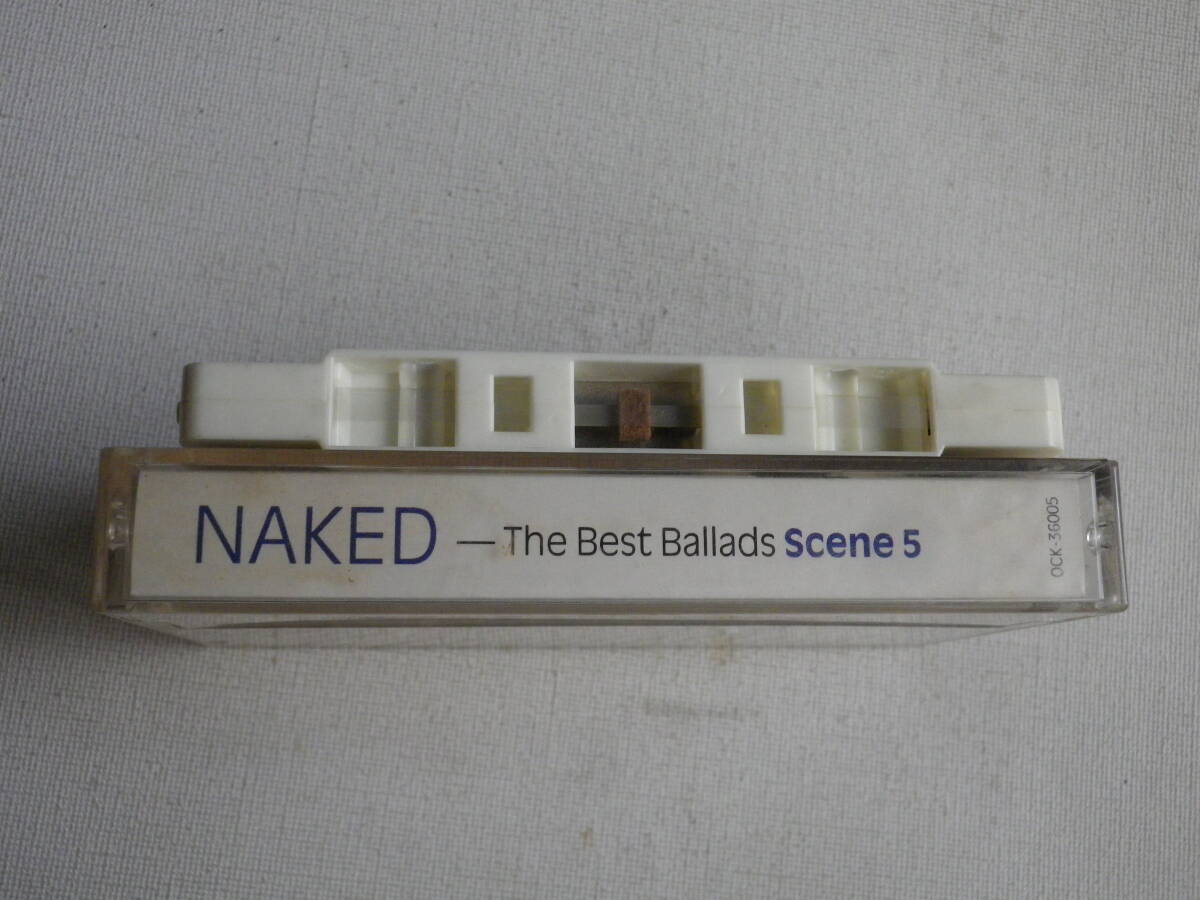 NAKED — The Best Ballads Scene 5
OCK-36005